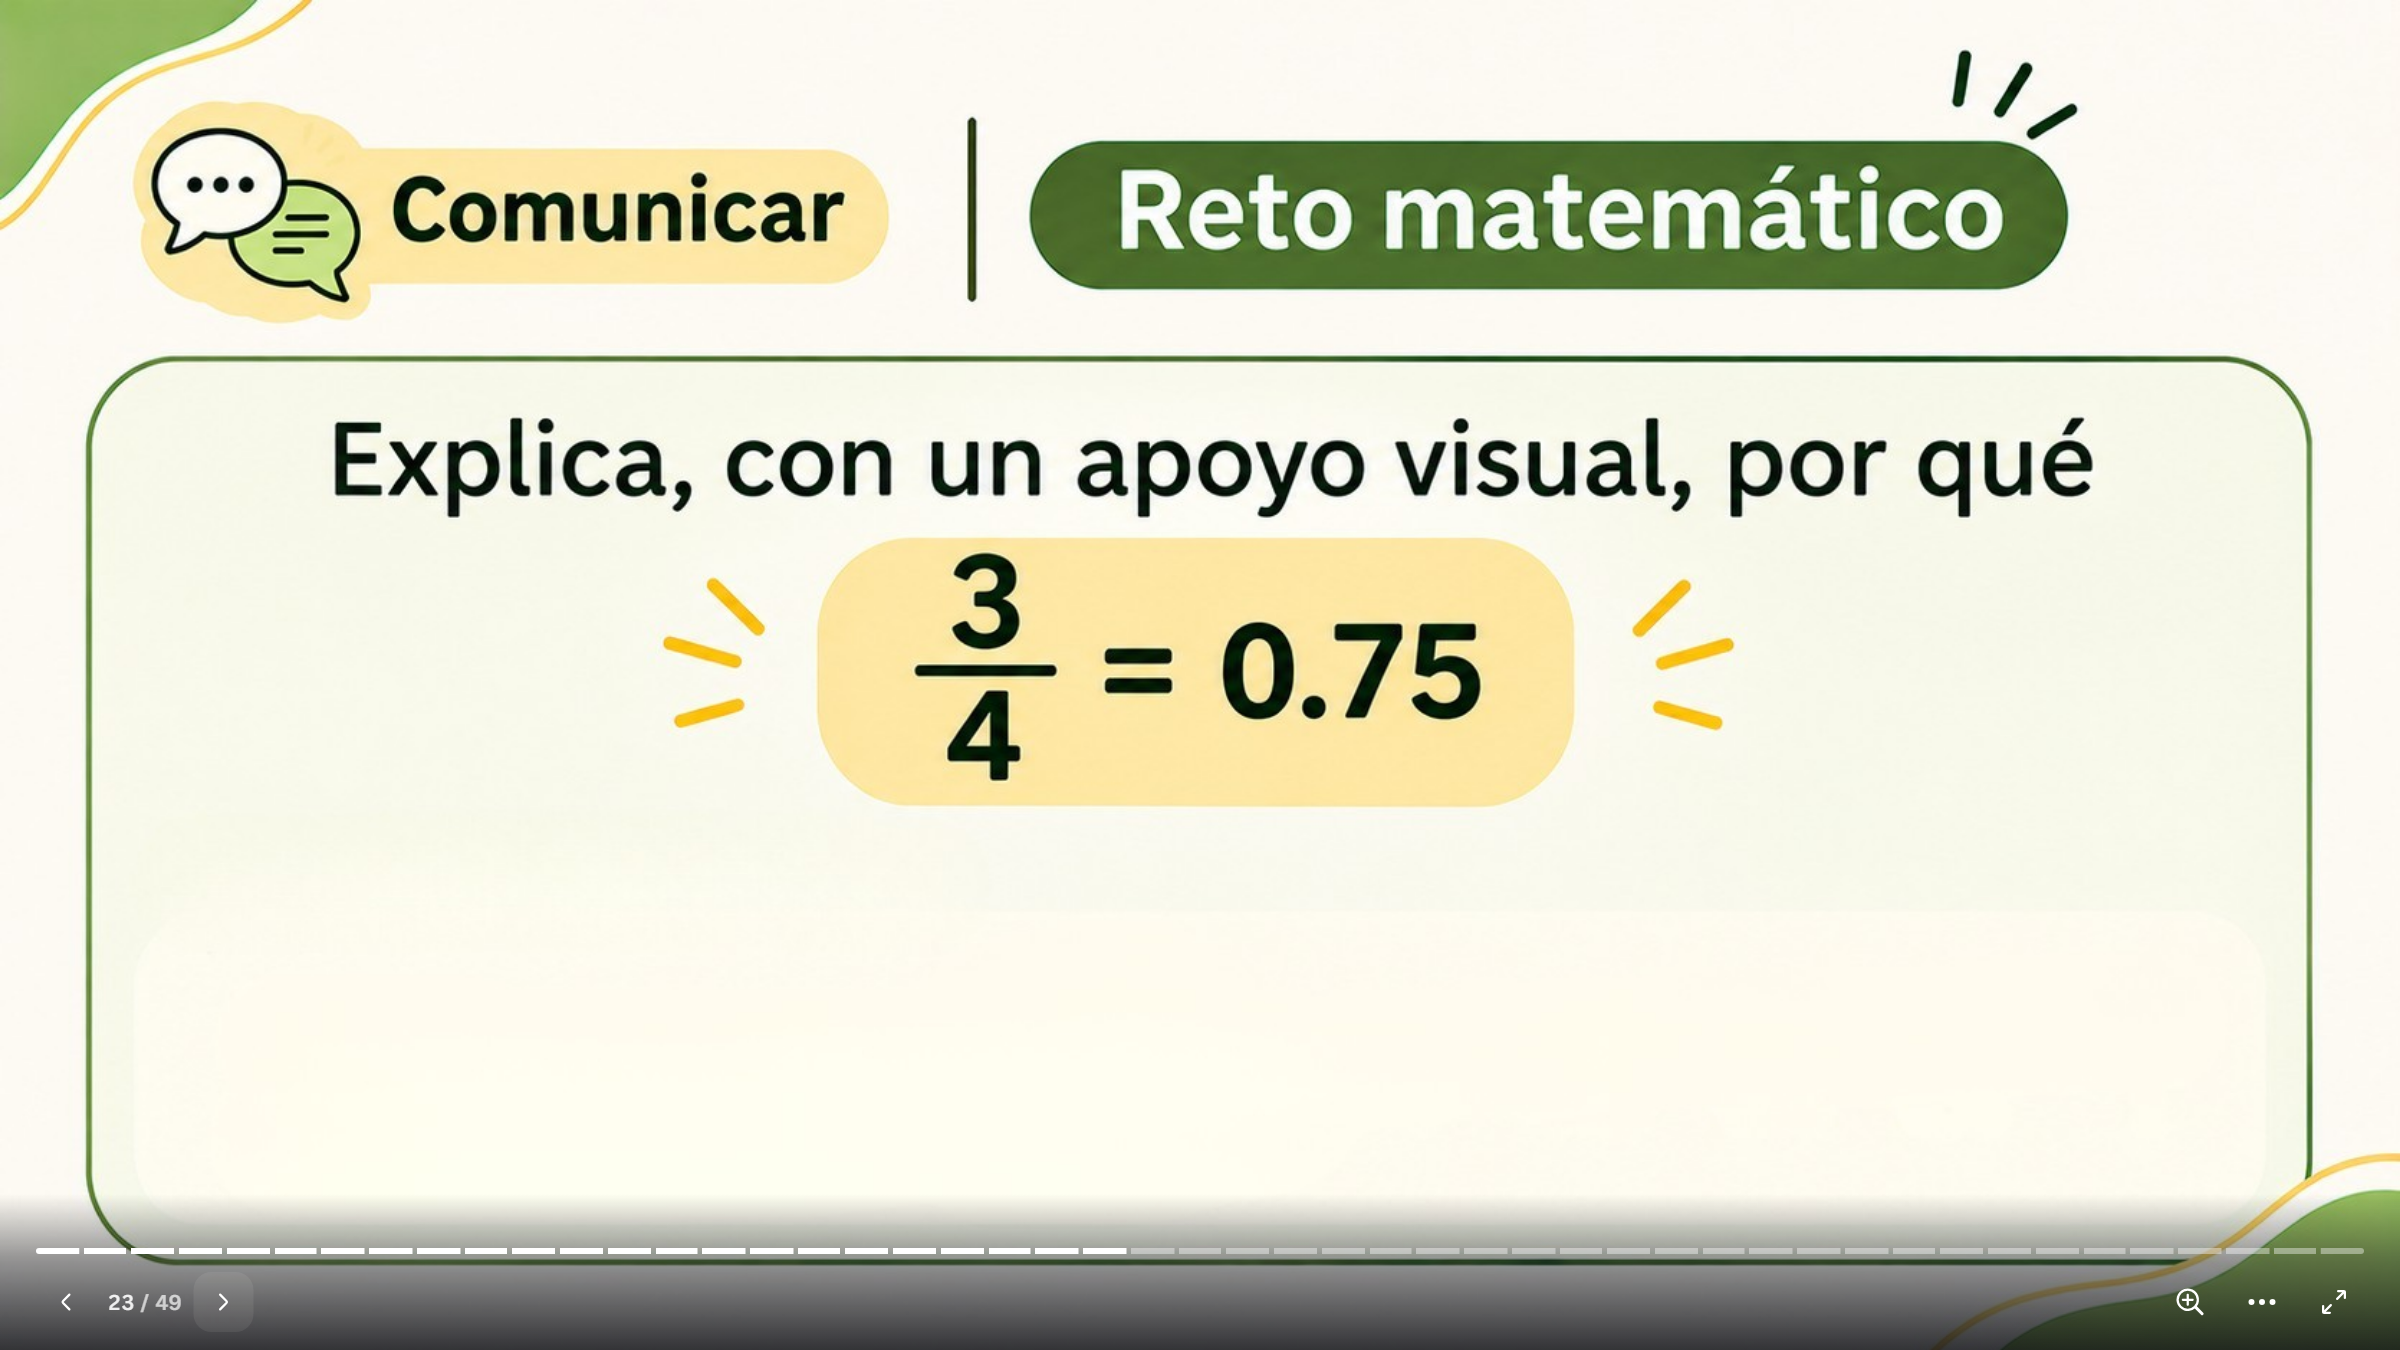 Comunicar
Reto matemático
Explica, con un apoyo visual, por qué
3
4
= 0.75
23 / 49